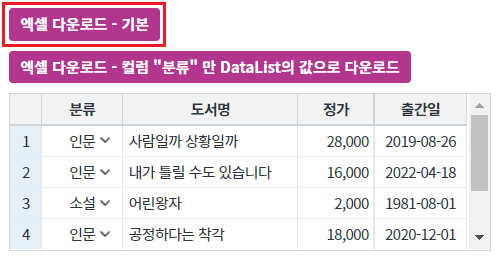 엑셀 다운로드 - 기본
엑셀 다운로드 - 컬럼 "분류" 만 DataList의 값으로 다운로드
분류 도서명 정가 출간일
1 인문 사람일까 상황일까 28,000 2019-08-26
2 인문 내가 틀릴 수도 있습니다 16,000 2022-04-18
3 소설 어린왕자 2,000 1981-08-01
4 인문 공정하다는 착각 18,000 2020-12-01